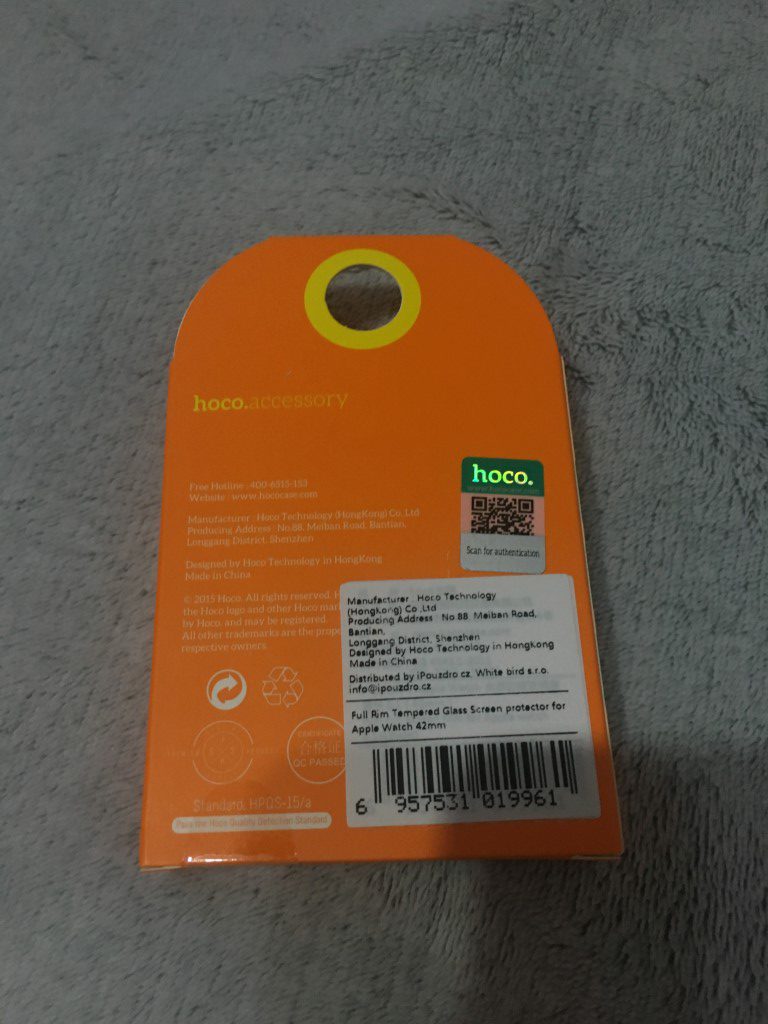 hoco.accessory
Free Hotline : 400-6315-153
Website : www.hococase.com
Manufacturer : Hoco Technology (HongKong) Co.,Ltd
Producing Address : No.88, Meiban Road, Bantian,
Longgang District, Shenzhen
Designed by Hoco Technology in HongKong
Made in China
© 2015 Hoco. All rights reserved.
the Hoco logo and other Hoco
by Hoco, and may be registered.
All other trademarks are the
respective owners.
CERTIFICATE
合格证
QC PASSED
Standard: HPQS-15/a
Pass the Hoco Quality Detection Standard
hoco.
Scan for authentication
Manufacturer : Hoco Technology
(HongKong) Co.,Ltd
Producing Address : No.88, Meiban Road,
Bantian,
Longgang District, Shenzhen
Designed by Hoco Technology in HongKong
Made in China
Distributed by iPouzdro.cz, White bird s.r.o.
info@ipouzdro.cz
Full Rim Tempered Glass Screen protector for
Apple Watch 42mm
6 957531 019961